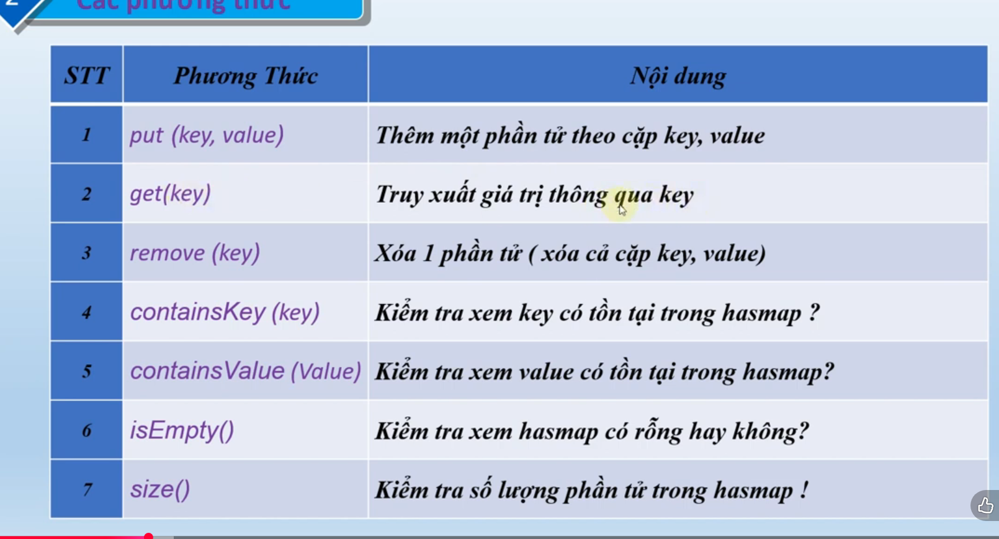 2
Các phương thức
STT Phương Thức Nội dung
1 put (key, value) Thêm một phần tử theo cặp key, value
2 get(key) Truy xuất giá trị thông qua key
3 remove (key) Xóa 1 phần tử ( xóa cả cặp key, value)
4 containsKey (key) Kiểm tra xem key có tồn tại trong hasmap ?
5 containsValue (Value) Kiểm tra xem value có tồn tại trong hasmap?
6 isEmpty() Kiểm tra xem hasmap có rỗng hay không?
7 size() Kiểm tra số lượng phần tử trong hasmap !